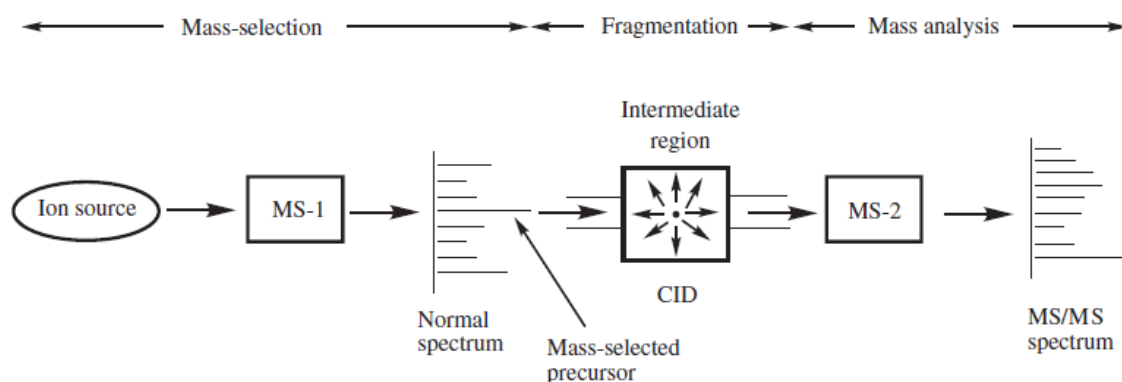 Mass-selection
Fragmentation
Mass analysis
Intermediate
region
Ion source
MS-1
MS-2
CID
Normal
spectrum
Mass-selected
precursor
MS/MS
spectrum